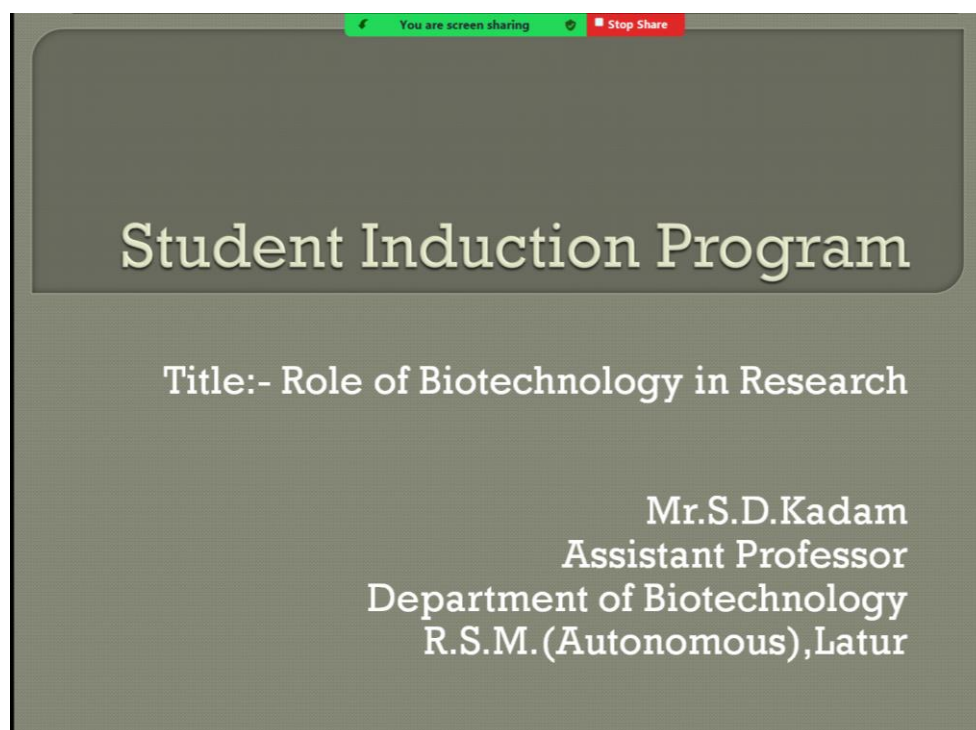 You are screen sharing Stop Share
Student Induction Program
Title:- Role of Biotechnology in Research
Mr.S.D.Kadam
Assistant Professor
Department of Biotechnology
R.S.M.(Autonomous),Latur